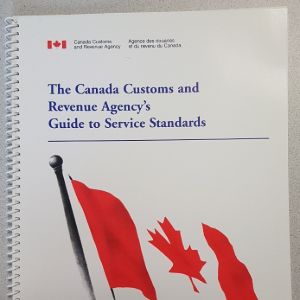 Canada Customs
and Revenue Agency
Agence des douanes
et du revenu du Canada
The Canada Customs and
Revenue Agency's
Guide to Service Standards